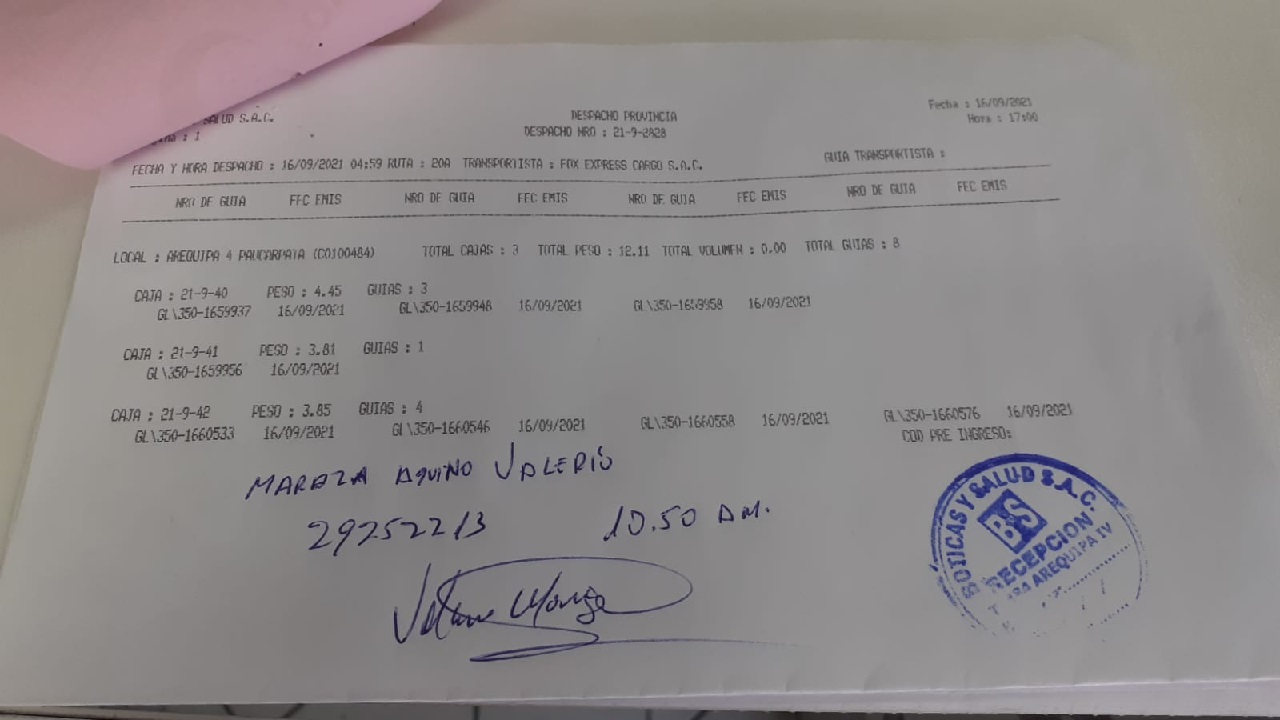 SALUD S.A.C.
: 1
DESPACHO PROVINCIA
DESPACHO NRO : 21-9-2828
Fecha : 16/09/2021
Hora : 17:00
FECHA Y HORA DESPACHO : 16/09/2021 04:59 RUTA : 20A TRANSPORTISTA : FOX EXPRESS CARGO S.A.C. GUIA TRANSPORTISTA :
NRO DE GUIA FEC EMIS NRO DE GUIA FEC EMIS NRO DE GUIA FEC EMIS NRO DE GUIA FEC EMIS
LOCAL : AREQUIPA 4 PAUCARPATA (C0100484) TOTAL CAJAS : 3 TOTAL PESO : 12.11 TOTAL VOLUMEN : 0.00 TOTAL GUIAS : 8
CAJA : 21-9-40 PESO : 4.45 GUIAS : 3
GL\350-1659937 16/09/2021 GL\350-1659948 16/09/2021 GL\350-1659958 16/09/2021
CAJA : 21-9-41 PESO : 3.81 GUIAS : 1
GL\350-1659956 16/09/2021
CAJA : 21-9-42 PESO : 3.85 GUIAS : 4
GL\350-1660533 16/09/2021 GL\350-1660546 16/09/2021 GL\350-1660558 16/09/2021 GL\350-1660576 16/09/2021
COD PRE INGRESO:
MARAZA AQUINO VALERIO
29252213 10.50 AM.
BOTICAS Y SALUD S.A.C.
BS
RECEPCION
AREQUIPA IV